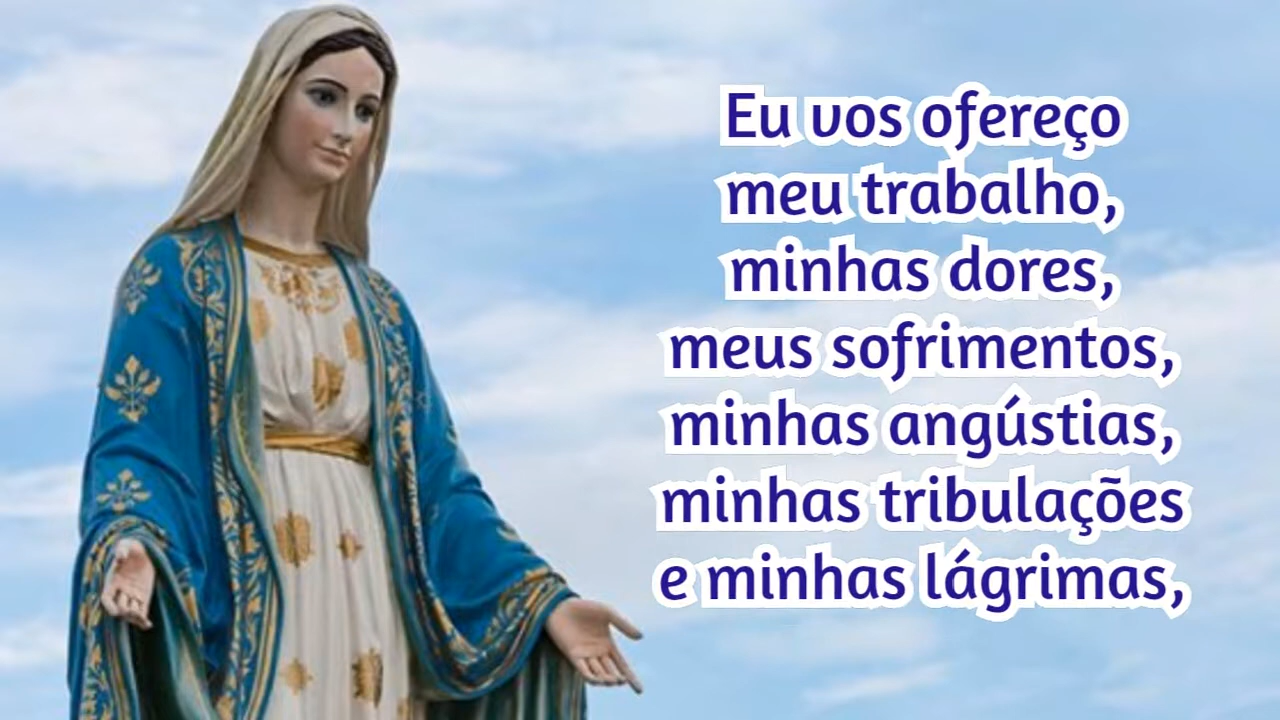 Eu vos ofereço
meu trabalho,
minhas dores,
meus sofrimentos,
minhas angústias,
minhas tribulações
e minhas lágrimas,